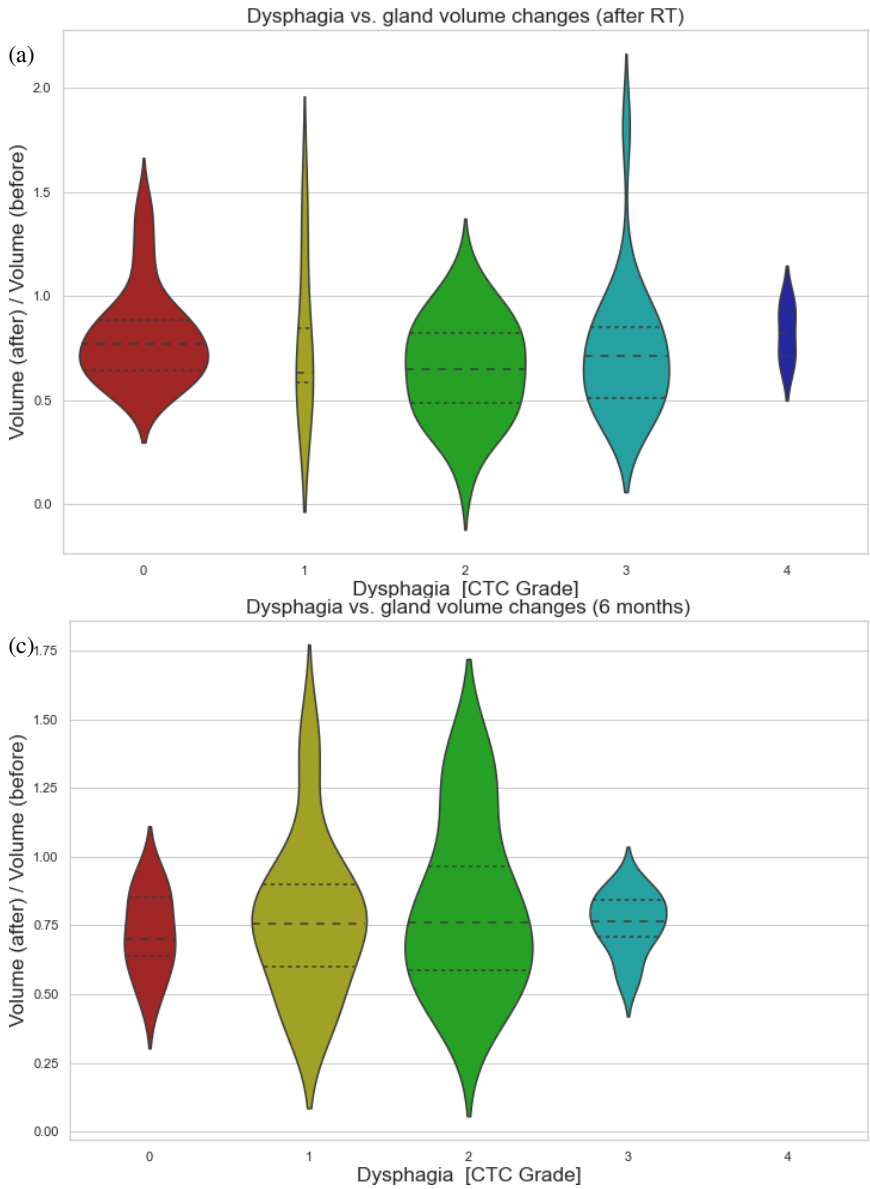 Dysphagia vs. gland volume changes (after RT)
(a)
Volume (after) / Volume (before)
2.0
1.5
1.0
0.5
0.0
0 1 2 3 4
Dysphagia [CTC Grade]
Dysphagia vs. gland volume changes (6 months)
(c)
Volume (after) / Volume (before)
1.75
1.50
1.25
1.00
0.75
0.50
0.25
0.00
0 1 2 3 4
Dysphagia [CTC Grade]